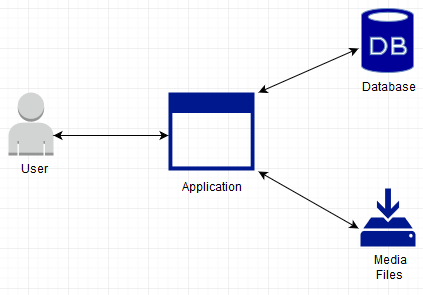 DB
Database
User
Application
Media
Files